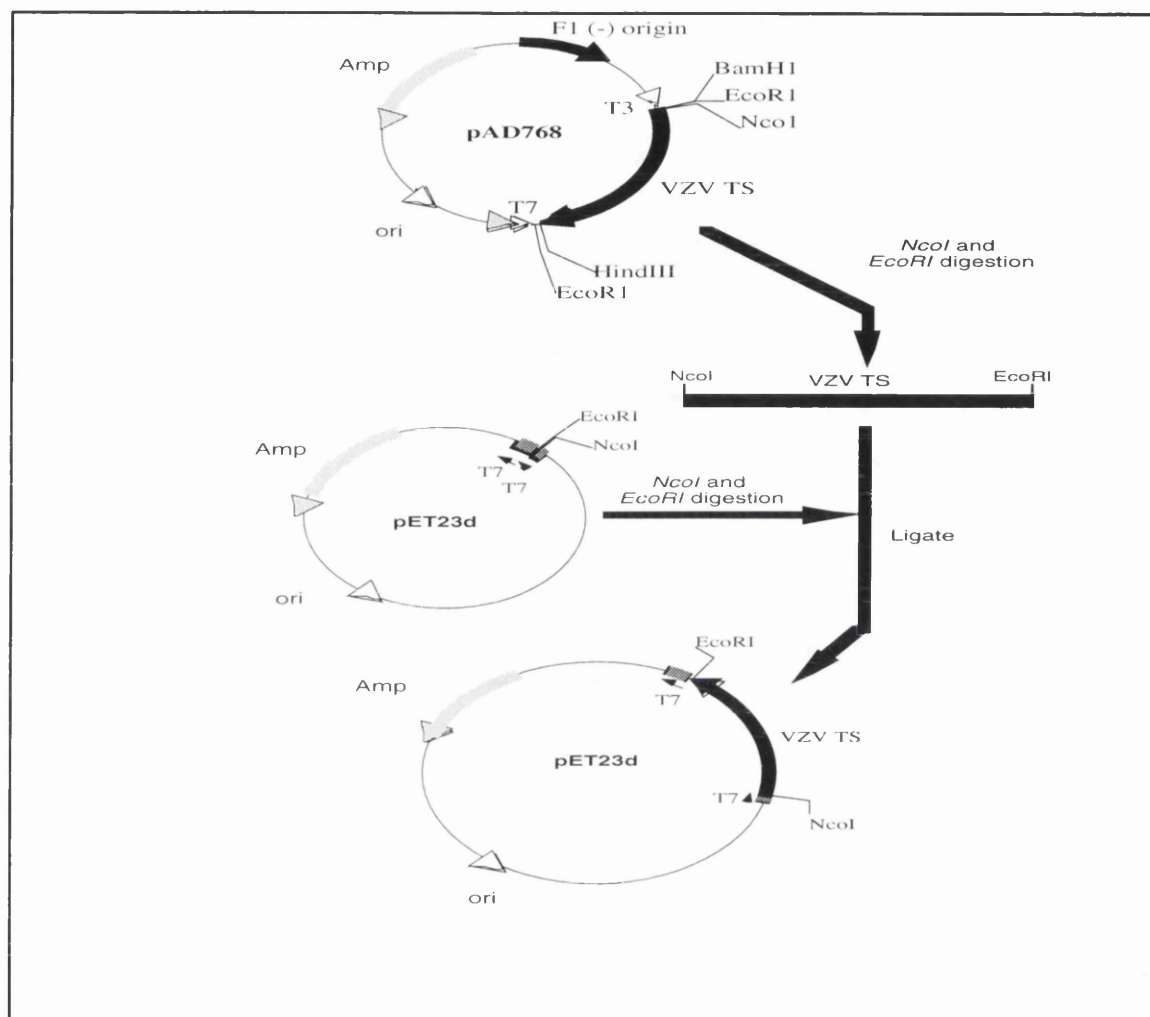 F1 (-) origin
Amp
BamH1
T3
EcoR1
Nco1
pAD768
VZV TS
T7
ori
HindIII
EcoR1
NcoI and
EcoRI digestion
NcoI
VZV TS
EcoRI
EcoRI
NcoI
Amp
T7
T7
NcoI and
EcoRI digestion
pET23d
Ligate
ori
EcoRI
Amp
T7
VZV TS
pET23d
T7
NcoI
ori